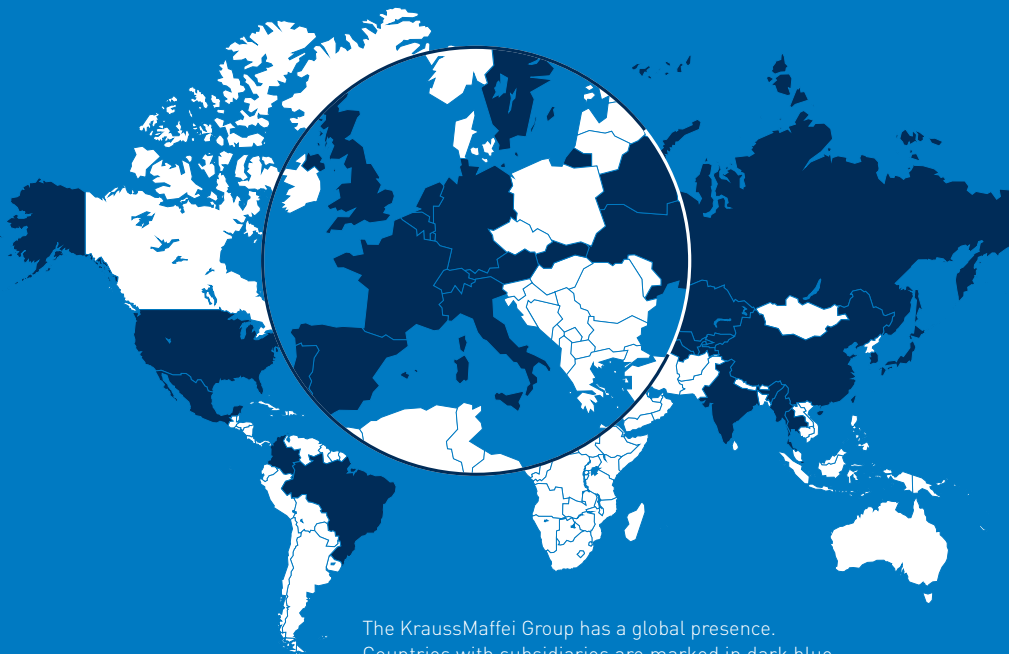 The KraussMaffei Group has a global presence.
Countries with subsidiaries are marked in dark blue